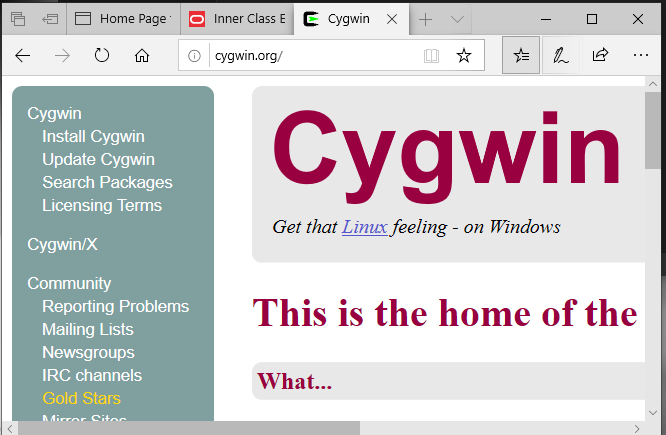 Home Page
Inner Class E
Cygwin
cygwin.org/
Cygwin
Install Cygwin
Update Cygwin
Search Packages
Licensing Terms
Cygwin/X
Community
Reporting Problems
Mailing Lists
Newsgroups
IRC channels
Gold Stars
Mirror Sites
Cygwin
Get that Linux feeling - on Windows
This is the home of the
What...